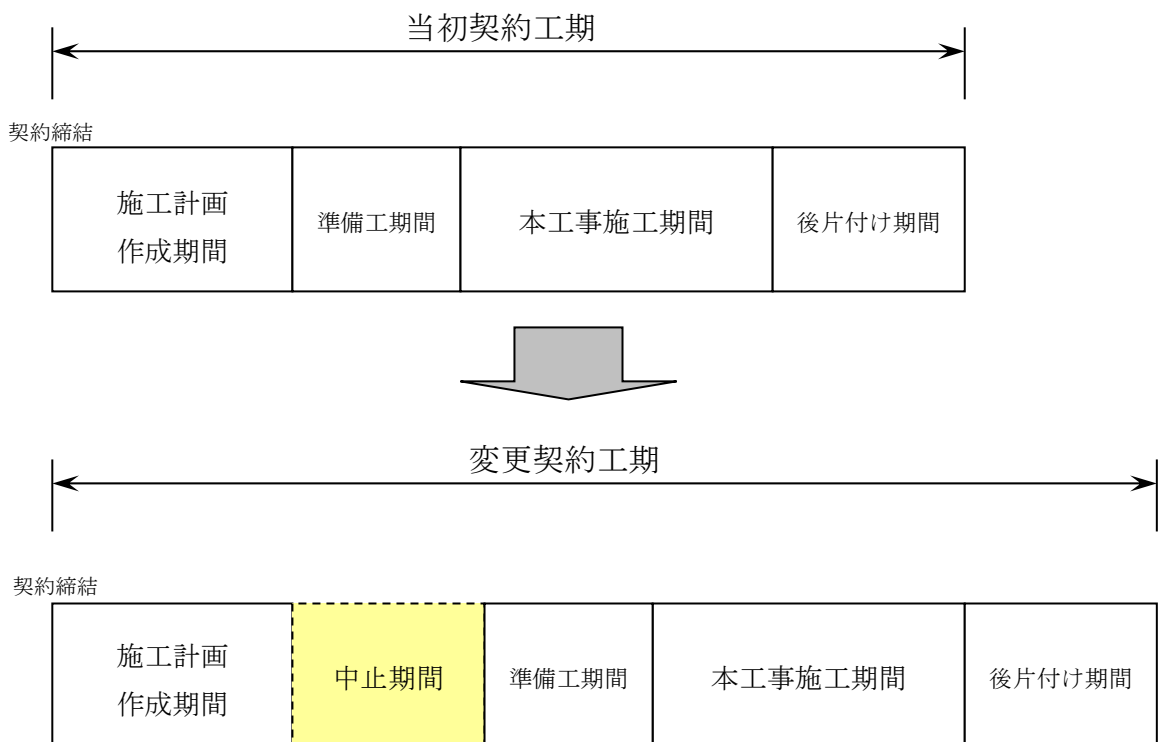 当初契約工期
契約締結
施工計画
作成期間
準備工期間
本工事施工期間
後片付け期間
変更契約工期
契約締結
施工計画
作成期間
中止期間
準備工期間
本工事施工期間
後片付け期間